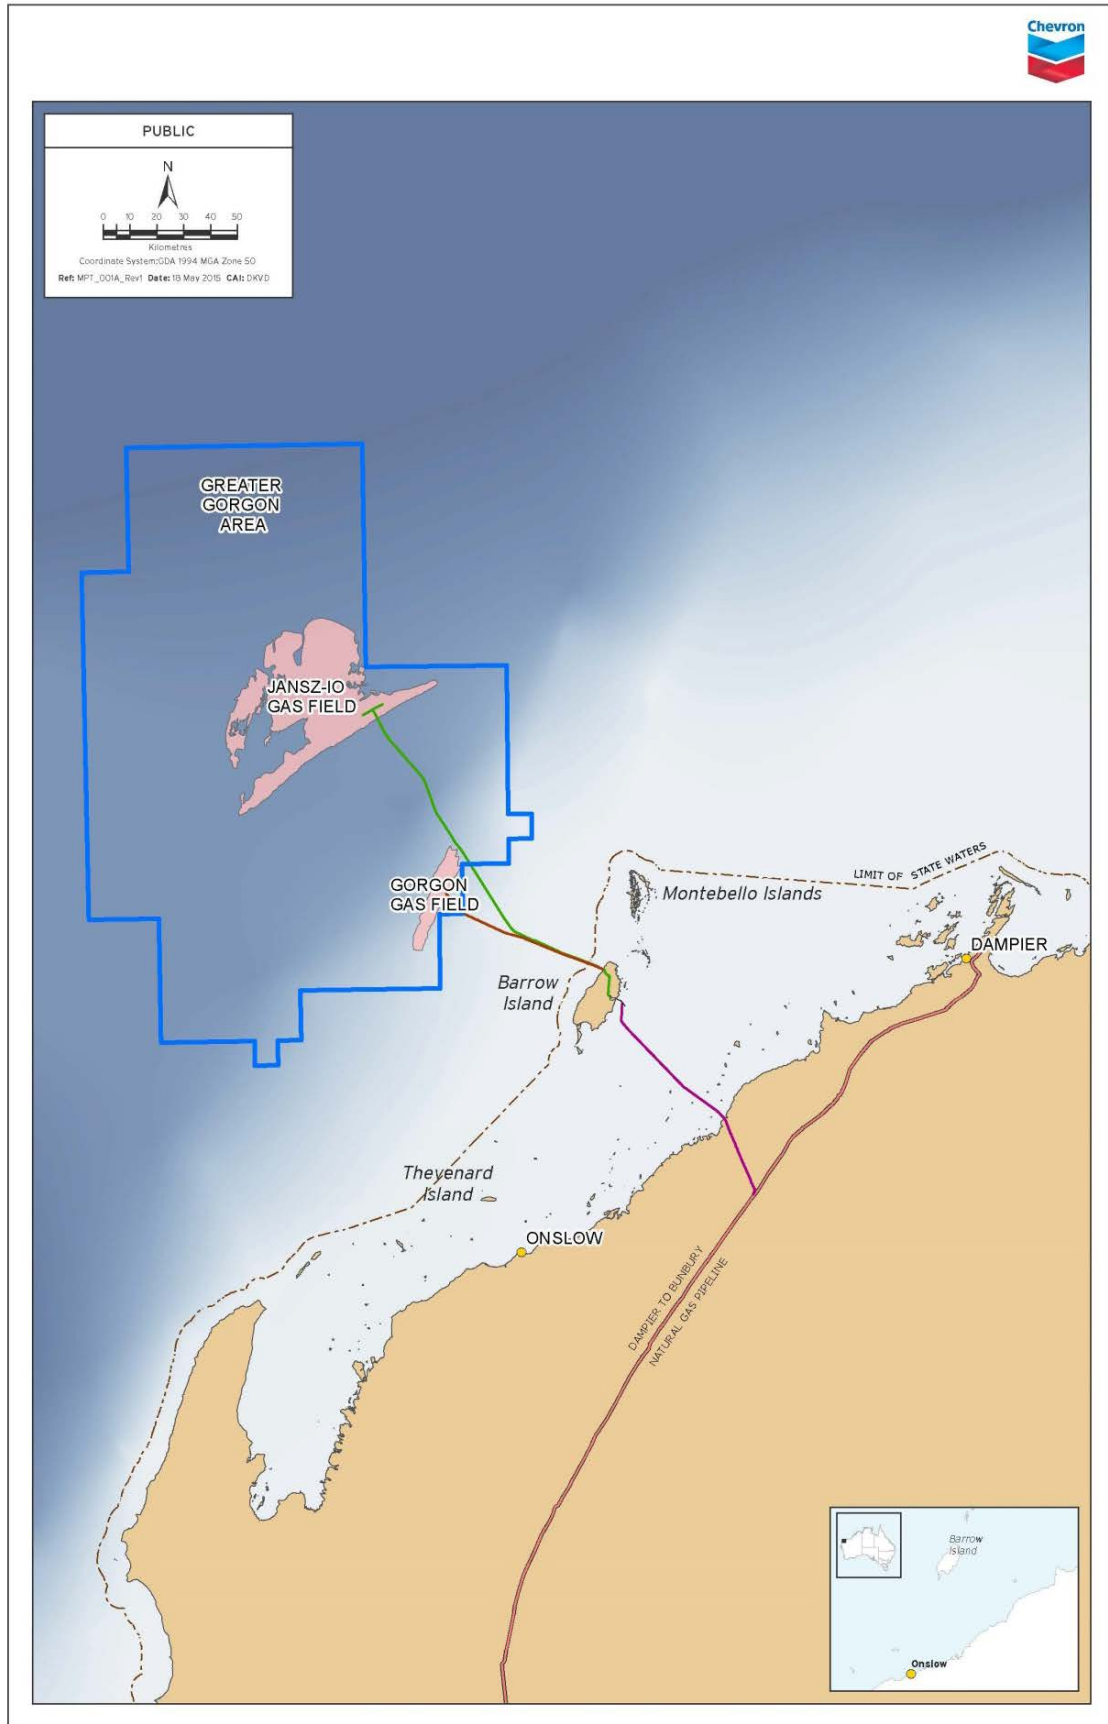 Chevron
PUBLIC
N
0 10 20 30 40 50
Kilometres
Coordinate System:GDA 1994 MGA Zone 50
Ref: MPT_001A_Rev1 Date: 18 May 2015 CAI: DKVD
GREATER
GORGON
AREA
JANSZ-IO
GAS FIELD
GORGON
GAS FIELD
LIMIT OF STATE WATERS
Montebello Islands
DAMPIER
Barrow
Island
Thevenard
Island
ONSLOW
DAMPIER TO BUNBURY
NATURAL GAS PIPELINE
Barrow
Island
Onslow